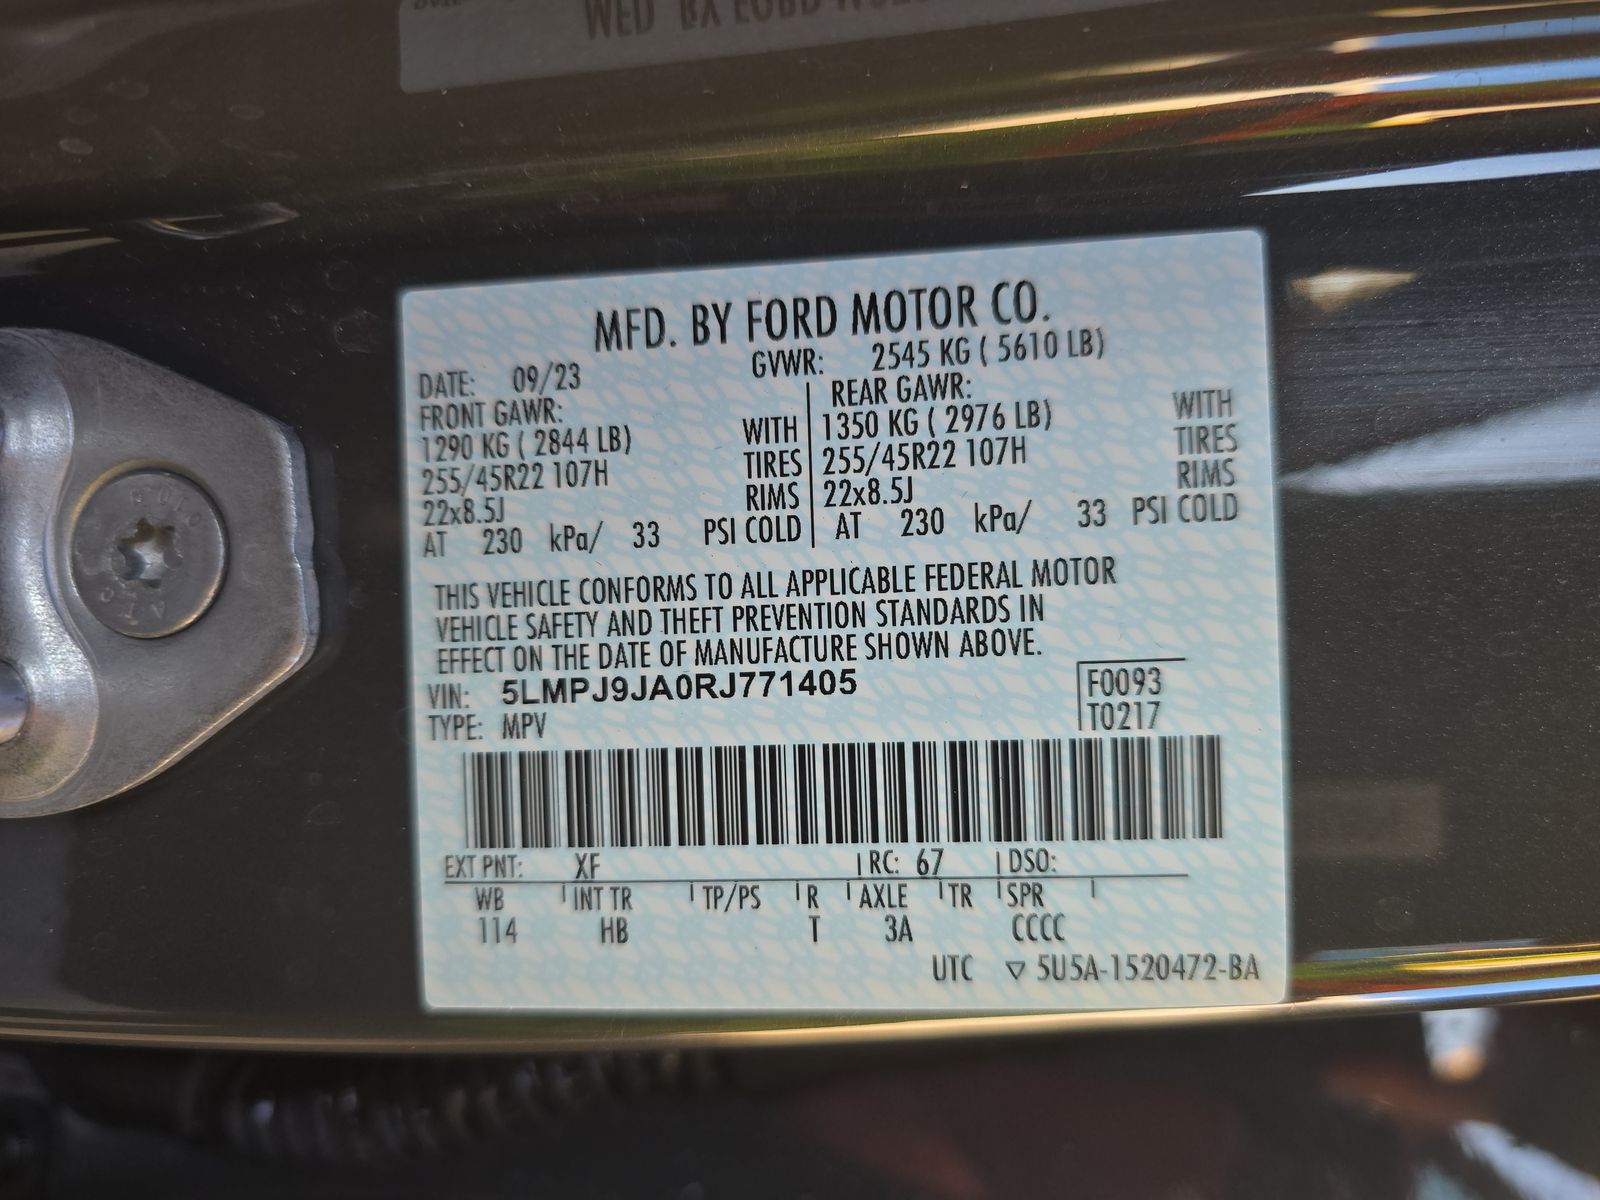 MFD. BY FORD MOTOR CO.
DATE: 09/23 GVWR: 2545 KG ( 5610 LB)
FRONT GAWR: REAR GAWR:
1290 KG ( 2844 LB) WITH 1350 KG ( 2976 LB) WITH
255/45R22 107H TIRES 255/45R22 107H TIRES
22x8.5J RIMS 22x8.5J RIMS
AT 230 kPa/ 33 PSI COLD AT 230 kPa/ 33 PSI COLD
THIS VEHICLE CONFORMS TO ALL APPLICABLE FEDERAL MOTOR
VEHICLE SAFETY AND THEFT PREVENTION STANDARDS IN
EFFECT ON THE DATE OF MANUFACTURE SHOWN ABOVE.
VIN: 5LMPJ9JA0RJ771405 F0093
TYPE: MPV T0217
EXT PNT: XF RC: 67 DSO:
WB INT TR TP/PS R AXLE TR SPR
114 HB T 3A CCCC
UTC ▽ 5U5A-1520472-BA